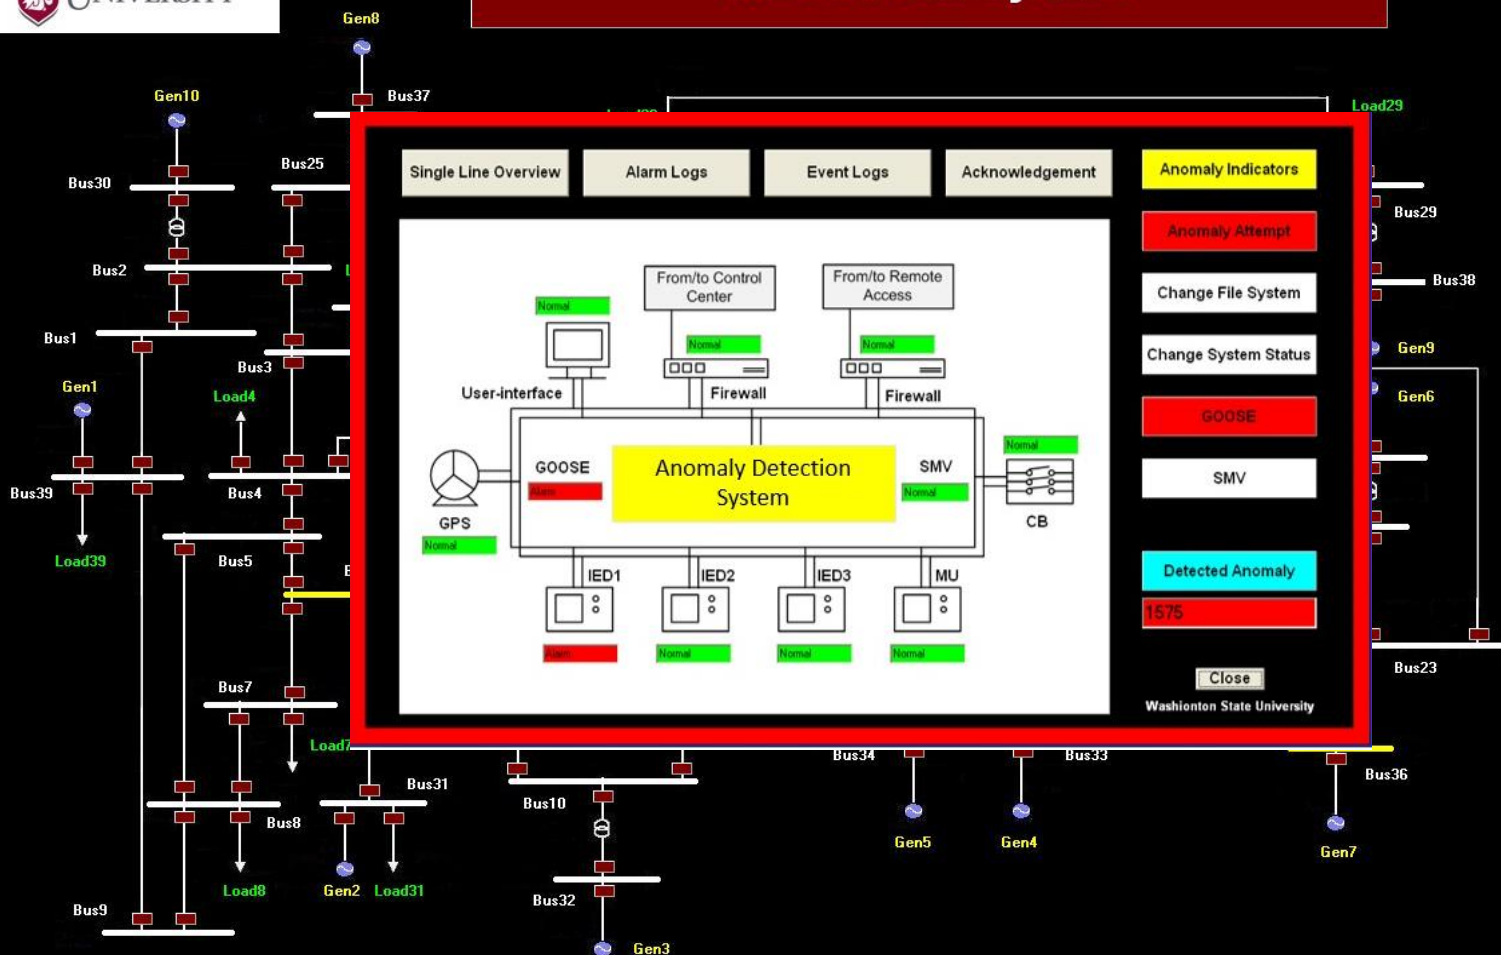 Gen8
Gen10
Bus37
Load29
Bus25
Bus30
Single Line Overview
Alarm Logs
Event Logs
Acknowledgement
Anomaly Indicators
Bus29
Anomaly Attempt
Bus2
From/to Control
Center
From/to Remote
Access
Bus38
Normal
Change File System
Bus1
Normal
Normal
Gen9
Change System Status
Bus3
Gen1
Load4
User-interface
Firewall
Firewall
Gen6
GOOSE
Normal
GOOSE
Anomaly Detection
System
SMV
SMV
Bus39
Bus4
Alarm
Normal
GPS
CB
Normal
Load39
Bus5
IED1
IED2
IED3
MU
Detected Anomaly
1575
Alarm
Normal
Normal
Normal
Bus23
Close
Bus7
Washionton State University
Load7
Bus34
Bus33
Bus36
Bus31
Bus10
Bus8
Gen5
Gen4
Gen7
Load8
Gen2
Load31
Bus32
Bus9
Gen3